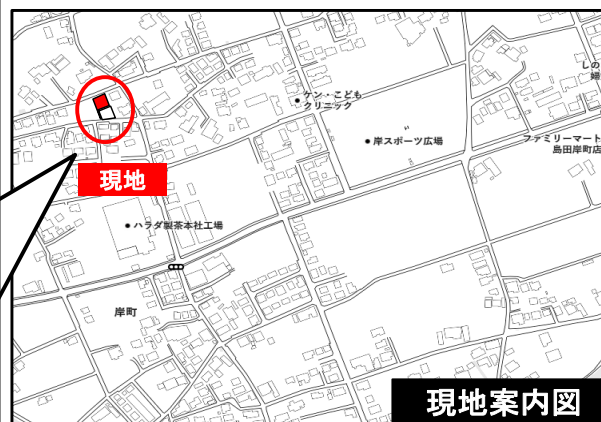 しの
婦
ケン・こども
クリニック
岸スポーツ広場
ファミリーマート
島田岸町店
現地
ハラダ製茶本社工場
岸町
現地案内図